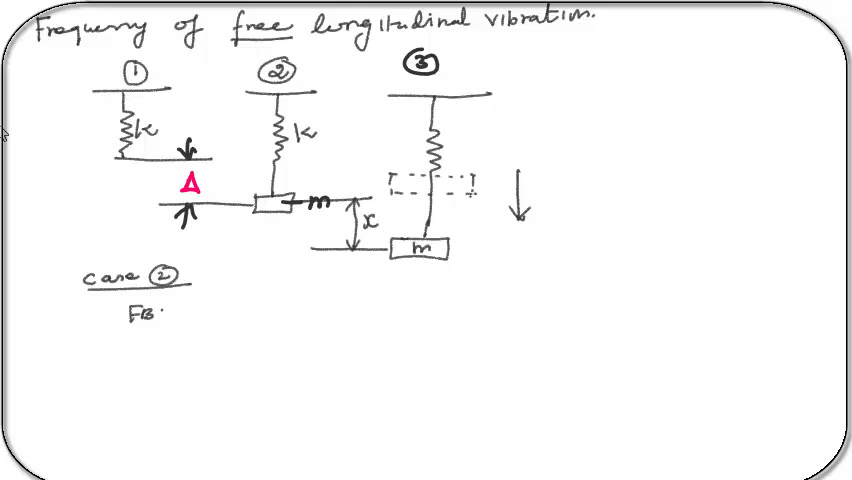 Frequency of free longitudinal vibration.
1 2 3
k k
Δ
m
x
m
case 2
FB.